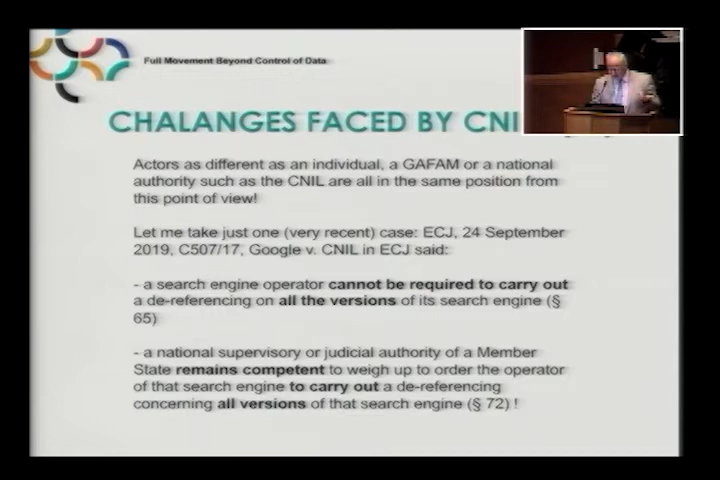 Full Movement Beyond Control of Data
CHALANGES FACED BY CNI
Actors as different as an individual, a GAFAM or a national
authority such as the CNIL are all in the same position from
this point of view!
Let me take just one (very recent) case: ECJ, 24 September
2019, C507/17, Google v. CNIL in ECJ said:
- a search engine operator cannot be required to carry out
a de-referencing on all the versions of its search engine (§
65)
- a national supervisory or judicial authority of a Member
State remains competent to weigh up to order the operator
of that search engine to carry out a de-referencing
concerning all versions of that search engine (§ 72) !